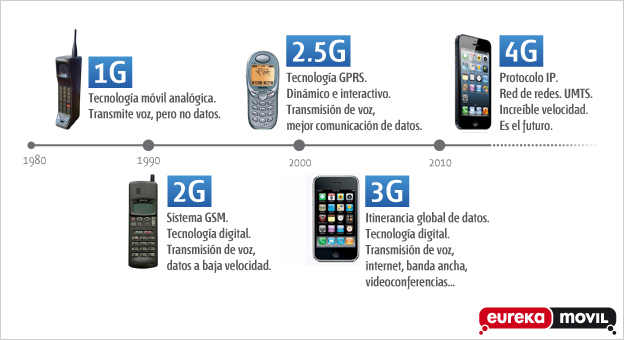 1G
Tecnología móvil analógica.
Transmite voz, pero no datos.
2.5G
Tecnología GPRS.
Dinámico e interactivo.
Transmisión de voz,
mejor comunicación de datos.
4G
Protocolo IP.
Red de redes. UMTS.
Increíble velocidad.
Es el futuro.
1980
1990
2000
2010
2G
Sistema GSM.
Tecnología digital.
Transmisión de voz,
datos a baja velocidad.
3G
Itinerancia global de datos.
Tecnología digital.
Transmisión de voz,
internet, banda ancha,
videoconferencias...
eureka MOVIL